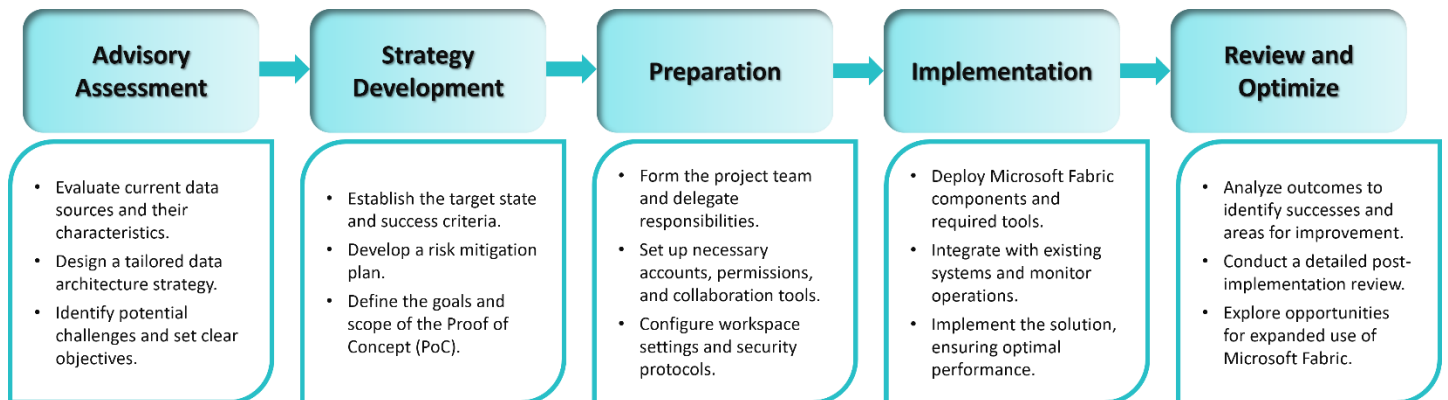 Advisory
Assessment
Strategy
Development
Preparation
Implementation
Review and
Optimize
• Evaluate current data
sources and their
characteristics.
• Design a tailored data
architecture strategy.
• Identify potential
challenges and set clear
objectives.
• Establish the target state
and success criteria.
• Develop a risk mitigation
plan.
• Define the goals and
scope of the Proof of
Concept (PoC).
• Form the project team
and delegate
responsibilities.
• Set up necessary
accounts, permissions,
and collaboration tools.
• Configure workspace
settings and security
protocols.
• Deploy Microsoft Fabric
components and
required tools.
• Integrate with existing
systems and monitor
operations.
• Implement the solution,
ensuring optimal
performance.
• Analyze outcomes to
identify successes and
areas for improvement.
• Conduct a detailed post-
implementation review.
• Explore opportunities
for expanded use of
Microsoft Fabric.